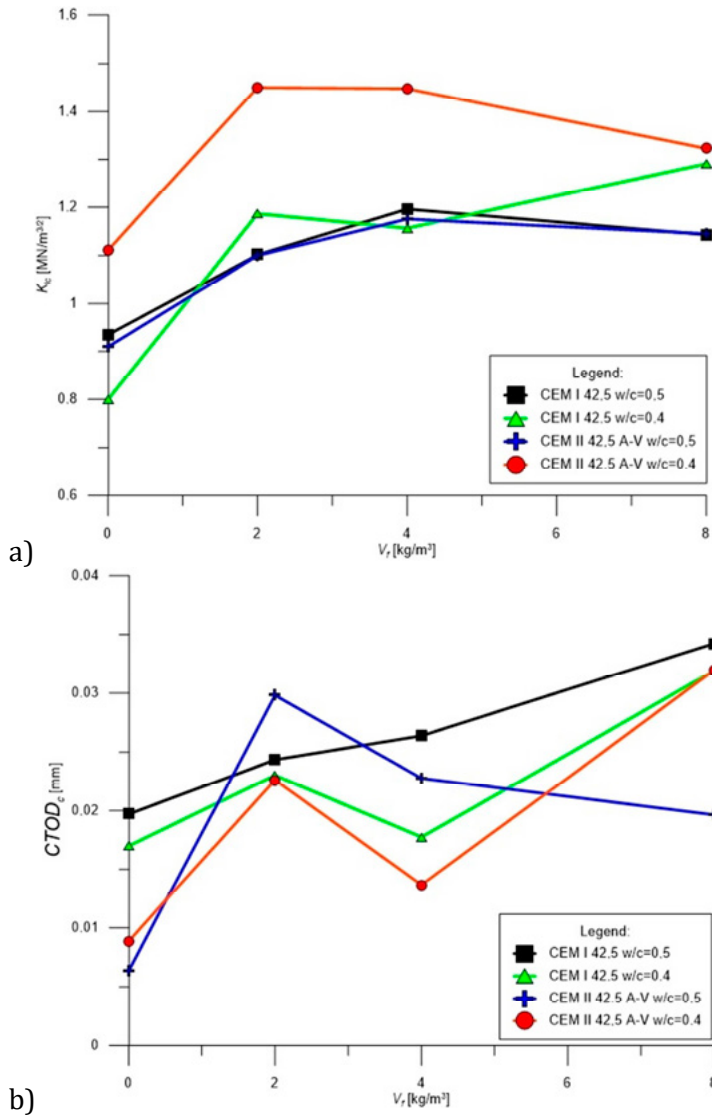 1.6
1.4
1.2
1
0.8
0.6
K_Ic [MN/m^3/2]
0 2 4 6 8
V_f [kg/m³]
Legend:
CEM I 42,5 w/c=0.5
CEM I 42,5 w/c=0.4
CEM II 42.5 A-V w/c=0.5
CEM II 42.5 A-V w/c=0.4
a)
0.04
0.03
0.02
0.01
0
CTOD_c [mm]
0 2 4 6 8
V_f [kg/m³]
Legend:
CEM I 42.5 w/c=0.5
CEM I 42.5 w/c=0.4
CEM II 42,5 A-V w/c=0.5
CEM II 42,5 A-V w/c=0.4
b)